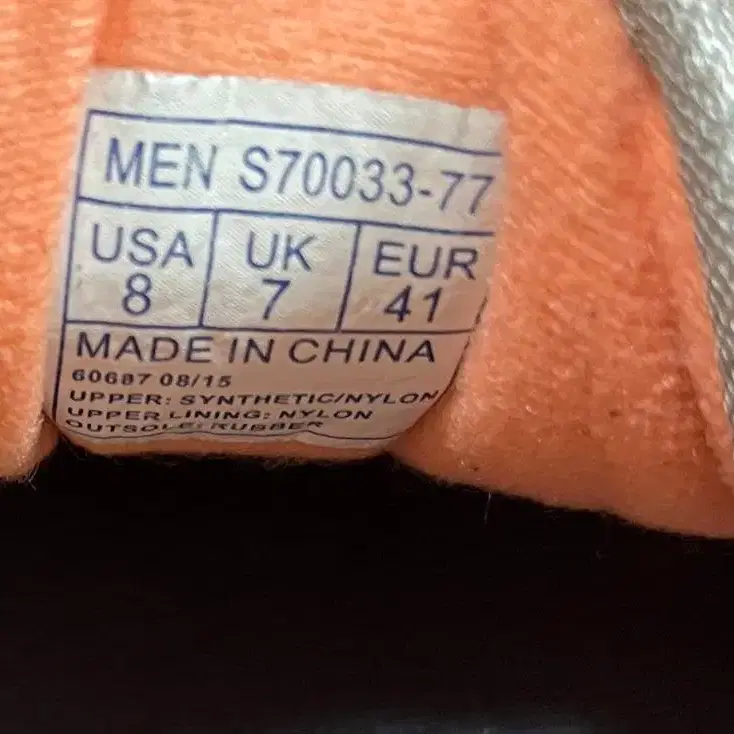 MEN S70033-77
USA UK EUR
8 7 41
MADE IN CHINA
60687 08/15
UPPER: SYNTHETIC/NYLON
UPPER LINING: NYLON
OUTSOLE: RUBBER